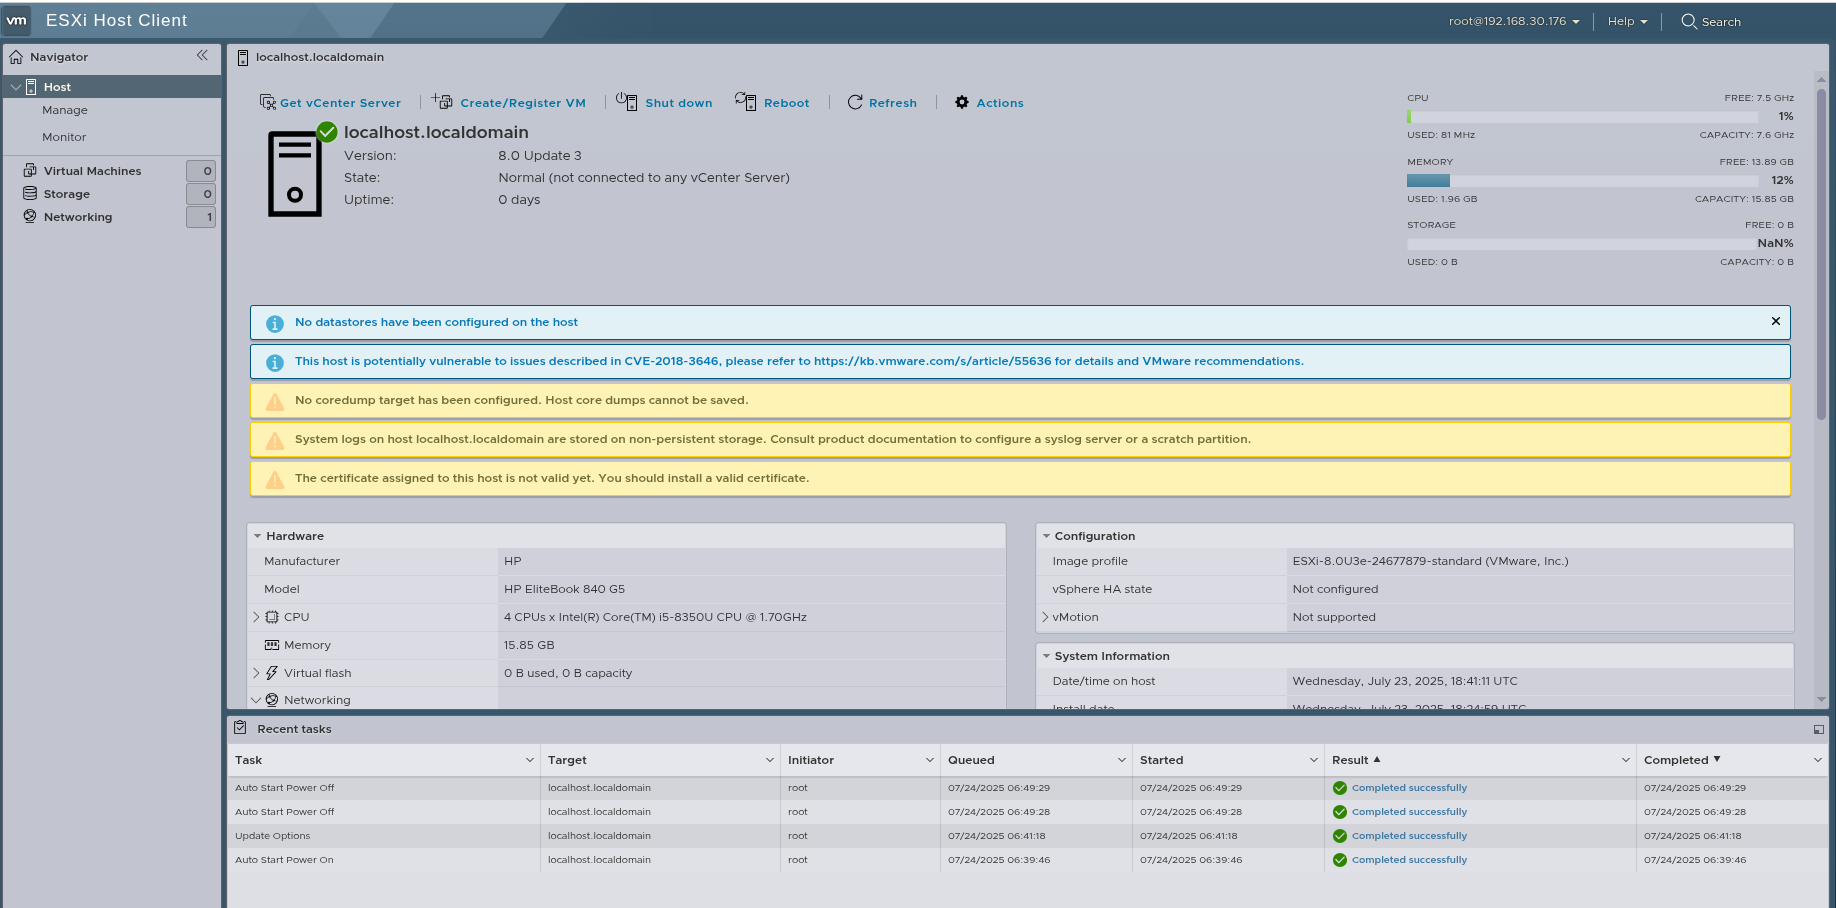 vm ESXi Host Client
root@192.168.30.176 Help Search
Navigator
Host
Manage
Monitor
Virtual Machines 0
Storage 0
Networking 1
localhost.localdomain
Get vCenter Server Create/Register VM Shut down Reboot Refresh Actions
localhost.localdomain
Version: 8.0 Update 3
State: Normal (not connected to any vCenter Server)
Uptime: 0 days
CPU FREE: 7.5 GHz
1%
USED: 81 MHz CAPACITY: 7.6 GHz
MEMORY FREE: 13.89 GB
12%
USED: 1.96 GB CAPACITY: 15.85 GB
STORAGE FREE: 0 B
NaN%
USED: 0 B CAPACITY: 0 B
No datastores have been configured on the host
This host is potentially vulnerable to issues described in CVE-2018-3646, please refer to https://kb.vmware.com/s/article/55636 for details and VMware recommendations.
No coredump target has been configured. Host core dumps cannot be saved.
System logs on host localhost.localdomain are stored on non-persistent storage. Consult product documentation to configure a syslog server or a scratch partition.
The certificate assigned to this host is not valid yet. You should install a valid certificate.
Hardware
Manufacturer HP
Model HP EliteBook 840 G5
CPU 4 CPUs x Intel(R) Core(TM) i5-8350U CPU @ 1.70GHz
Memory 15.85 GB
Virtual flash 0 B used, 0 B capacity
Networking
Configuration
Image profile ESXi-8.0U3e-24677879-standard (VMware, Inc.)
vSphere HA state Not configured
vMotion Not supported
System Information
Date/time on host Wednesday, July 23, 2025, 18:41:11 UTC
Install date Wednesday, July 23, 2025, 18:24:59 UTC
Recent tasks
Task Target Initiator Queued Started Result Completed
Auto Start Power Off localhost.localdomain root 07/24/2025 06:49:29 07/24/2025 06:49:29 Completed successfully 07/24/2025 06:49:29
Auto Start Power Off localhost.localdomain root 07/24/2025 06:49:28 07/24/2025 06:49:28 Completed successfully 07/24/2025 06:49:28
Update Options localhost.localdomain root 07/24/2025 06:41:18 07/24/2025 06:41:18 Completed successfully 07/24/2025 06:41:18
Auto Start Power On localhost.localdomain root 07/24/2025 06:39:46 07/24/2025 06:39:46 Completed successfully 07/24/2025 06:39:46